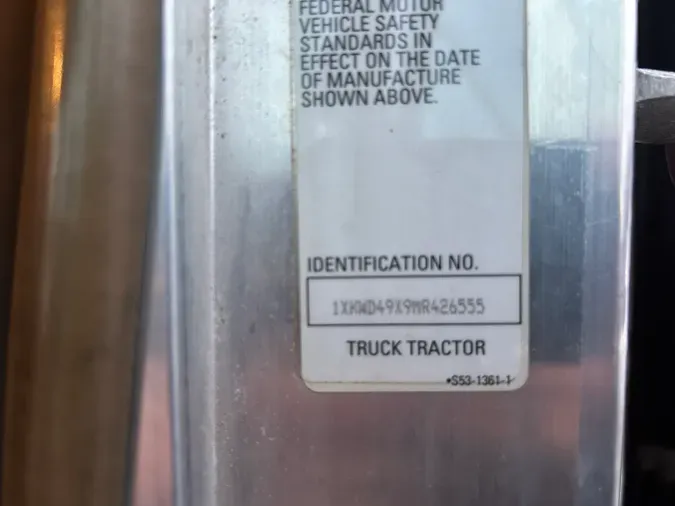 FEDERAL MOTOR
VEHICLE SAFETY
STANDARDS IN
EFFECT ON THE DATE
OF MANUFACTURE
SHOWN ABOVE.
IDENTIFICATION NO.
1XKWD49X9MR426555
TRUCK TRACTOR
•S53-1361-1